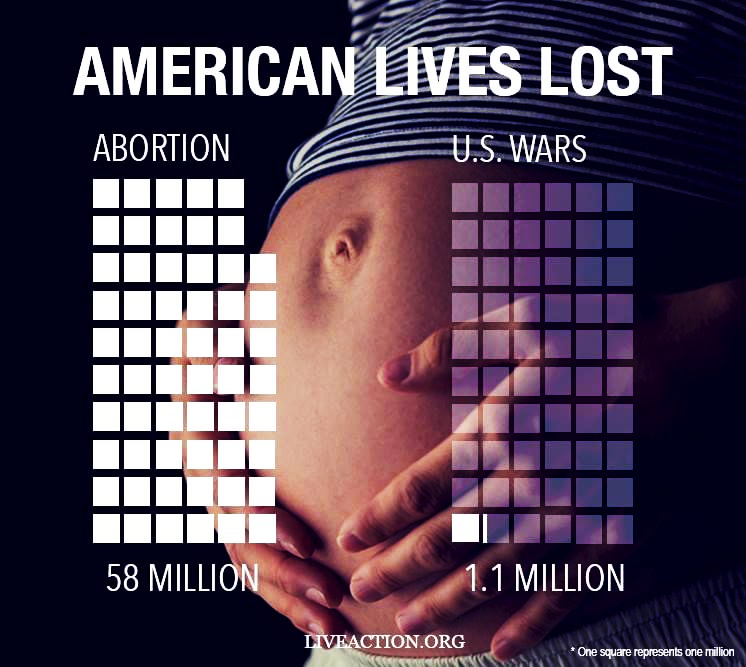 AMERICAN LIVES LOST
ABORTION
U.S. WARS
58 MILLION
1.1 MILLION
LIVEACTION.ORG
* One square represents one million